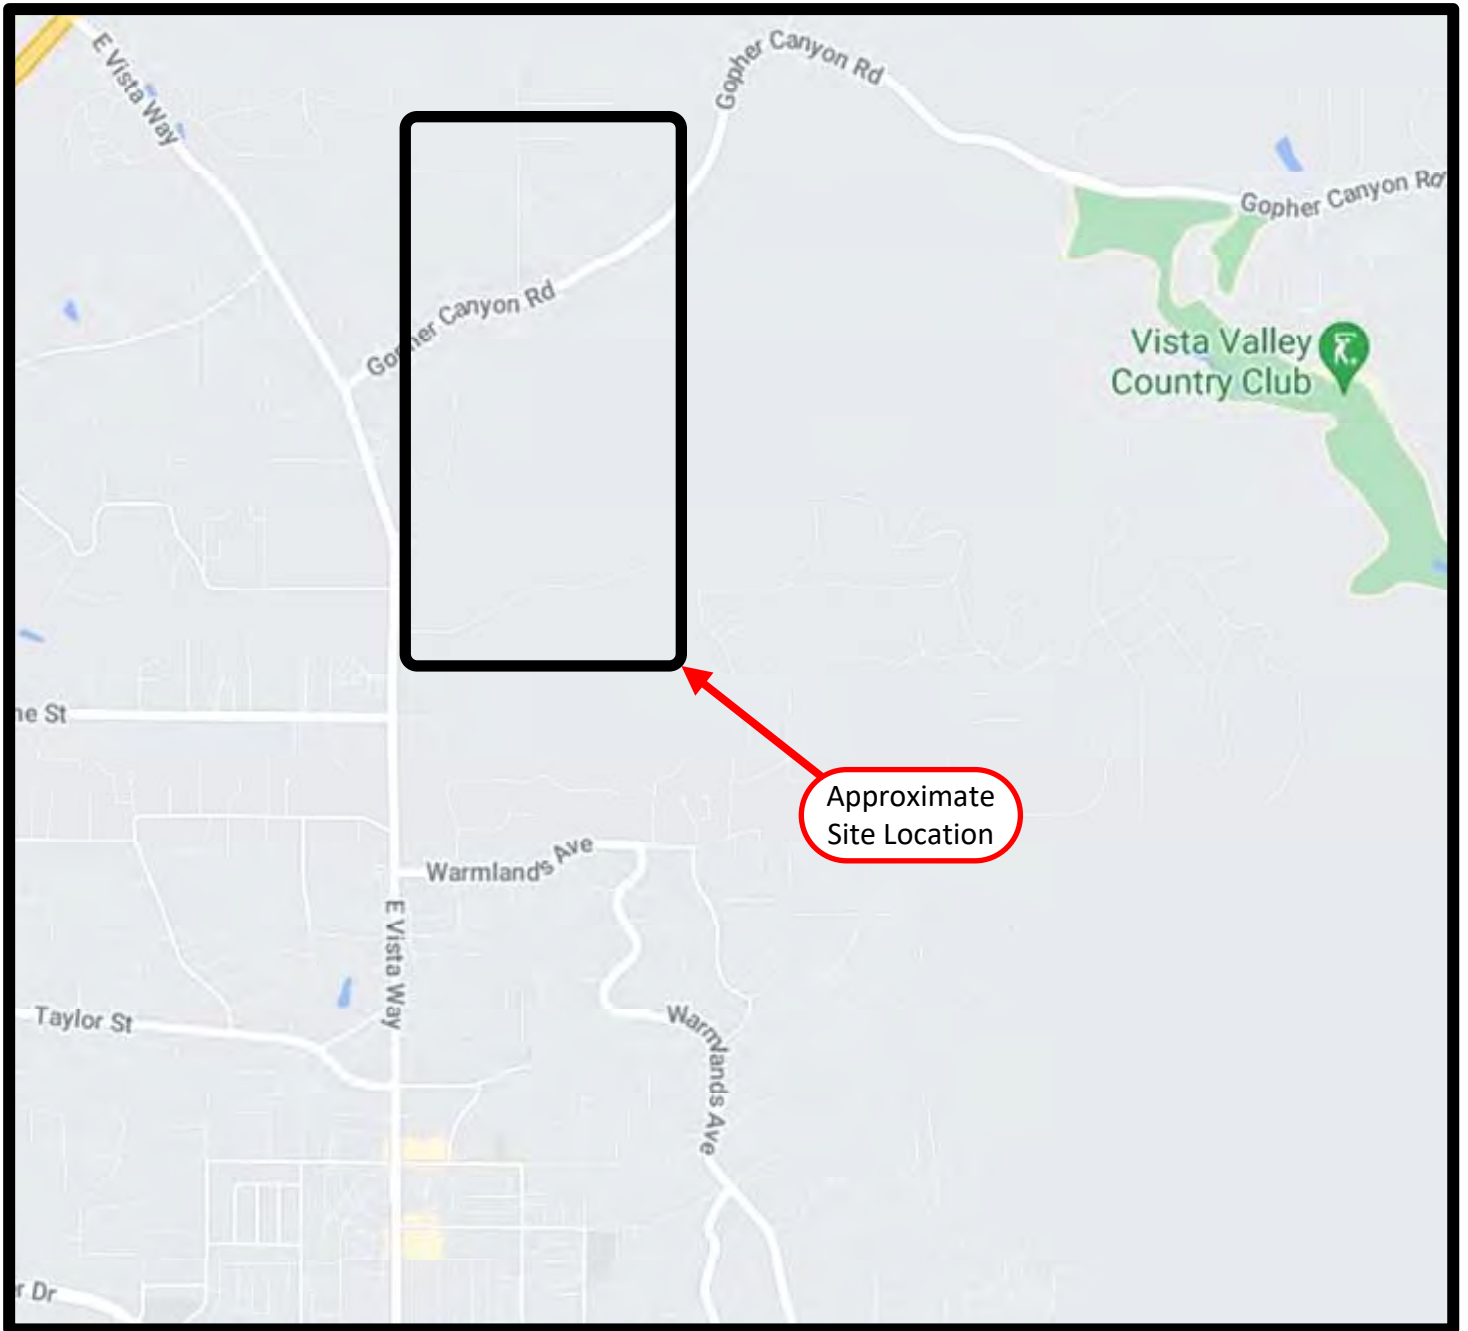 E Vista Way
Gopher Canyon Rd
Gopher Canyon Rd
Gopher Canyon Rd
Vista Valley
Country Club
ne St
Approximate
Site Location
Warmlands Ave
E Vista Way
Taylor St
Warmlands Ave
r Dr